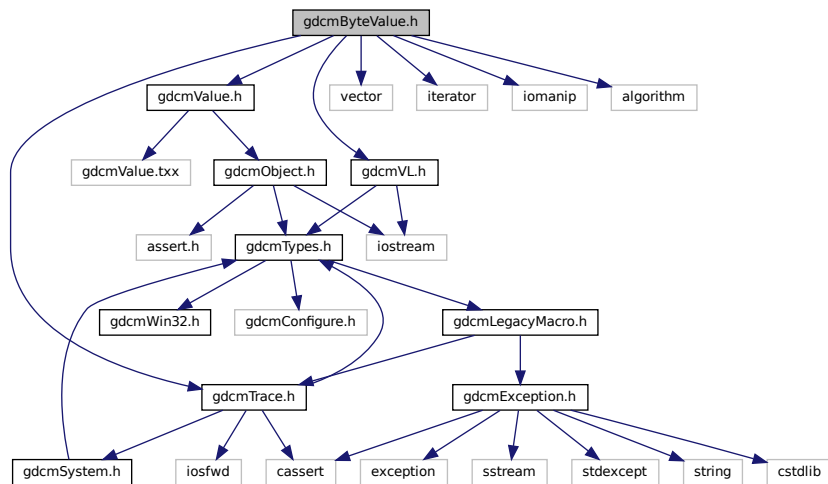 gdcmByteValue.h
gdcmValue.h
vector
iterator
iomanip
algorithm
gdcmValue.txx
gdcmObject.h
gdcmVL.h
assert.h
gdcmTypes.h
iostream
gdcmWin32.h
gdcmConfigure.h
gdcmLegacyMacro.h
gdcmTrace.h
gdcmException.h
gdcmSystem.h
iosfwd
cassert
exception
sstream
stdexcept
string
cstdlib